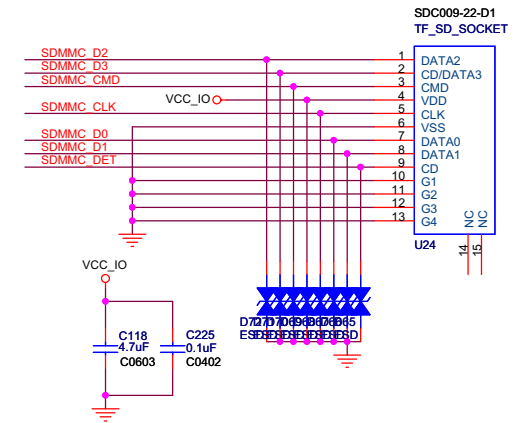 SDC009-22-D1
TF_SD_SOCKET
SDMMC_D2 1 DATA2
SDMMC_D3 2 CD/DATA3
SDMMC_CMD 3 CMD
VCC_IO 4 VDD
SDMMC_CLK 5 CLK
6 VSS
SDMMC_D0 7 DATA0
SDMMC_D1 8 DATA1
SDMMC_DET 9 CD
10 G1
11 G2
12 G3
13 G4
NC NC
U24
14 15
VCC_IO
C118 C225
4.7uF 0.1uF
C0603 C0402